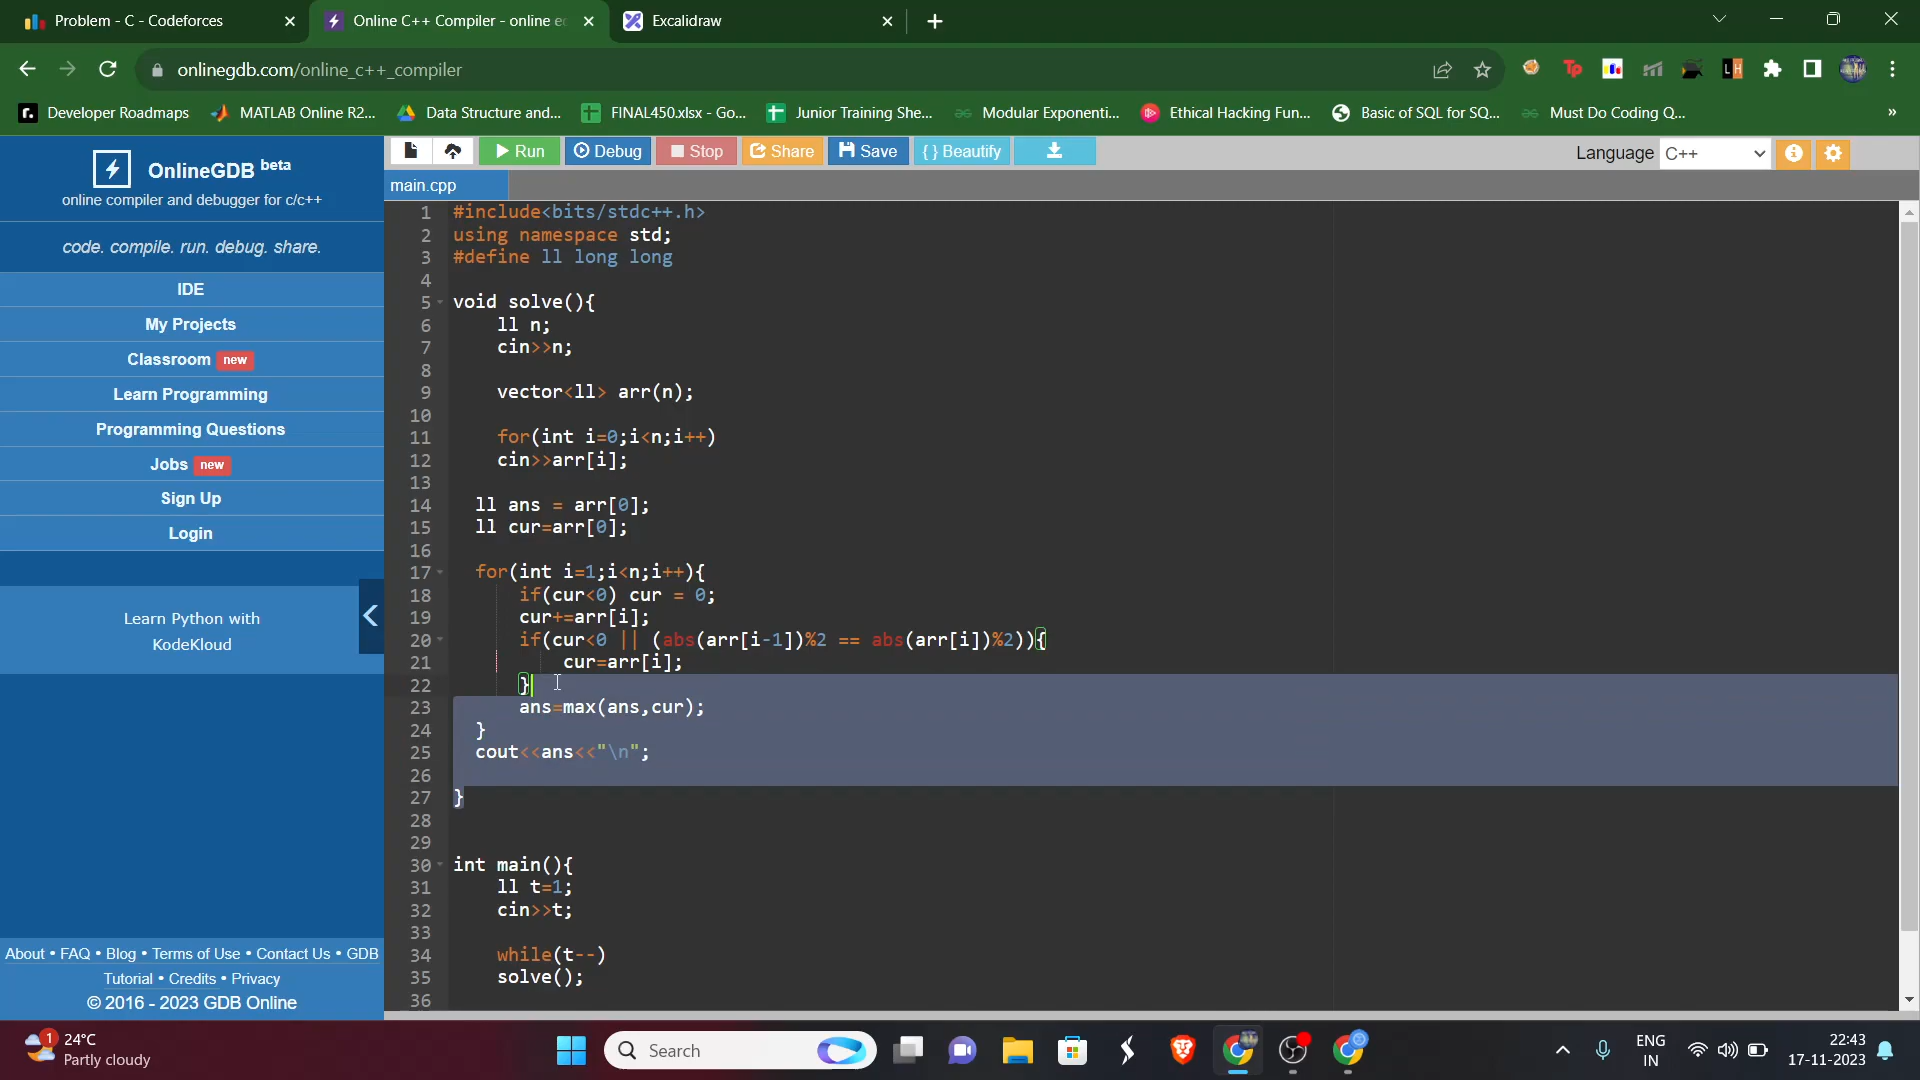 Problem - C - Codeforces
Online C++ Compiler - online e
Excalidraw
onlinegdb.com/online_c++_compiler
Developer Roadmaps
MATLAB Online R2...
Data Structure and...
FINAL450.xlsx - Go...
Junior Training She...
Modular Exponenti...
Ethical Hacking Fun...
Basic of SQL for SQ...
Must Do Coding Q...
»
OnlineGDB beta
online compiler and debugger for c/c++
code. compile. run. debug. share.
IDE
My Projects
Classroom new
Learn Programming
Programming Questions
Jobs new
Sign Up
Login
Learn Python with
KodeKloud
About • FAQ • Blog • Terms of Use • Contact Us • GDB
Tutorial • Credits • Privacy
© 2016 - 2023 GDB Online
Run
Debug
Stop
Share
Save
{ } Beautify
Language C++
main.cpp
1 #include<bits/stdc++.h>
2 using namespace std;
3 #define ll long long
4
5 void solve(){
6 ll n;
7 cin>>n;
8
9 vector<ll> arr(n);
10
11 for(int i=0;i<n;i++)
12 cin>>arr[i];
13
14 ll ans = arr[0];
15 ll cur=arr[0];
16
17 for(int i=1;i<n;i++){
18 if(cur<0) cur = 0;
19 cur+=arr[i];
20 if(cur<0 || (abs(arr[i-1])%2 == abs(arr[i])%2)){
21 cur=arr[i];
22 }
23 ans=max(ans,cur);
24 }
25 cout<<ans<<"\n";
26
27 }
28
29
30 int main(){
31 ll t=1;
32 cin>>t;
33
34 while(t--)
35 solve();
36
1
24°C
Partly cloudy
Search
ENG
IN
22:43
17-11-2023